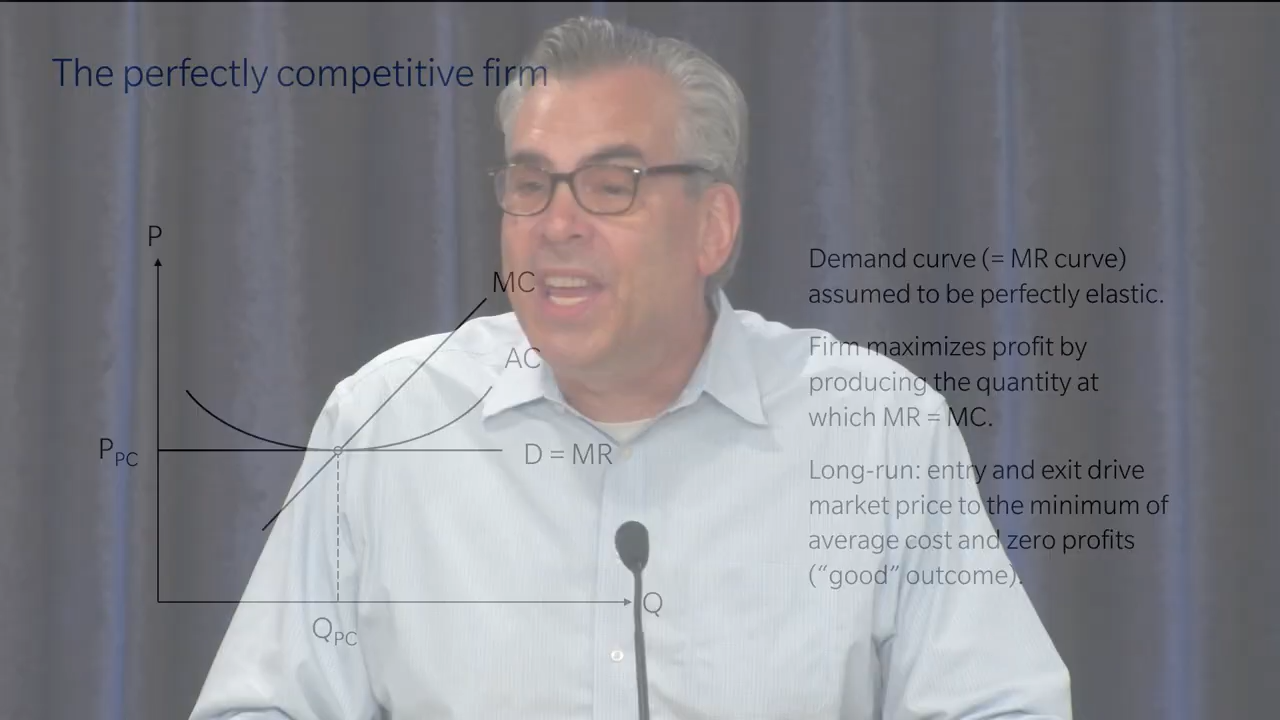 The perfectly competitive firm
P
MC
AC
P_PC
D = MR
Q
Q_PC
Demand curve (= MR curve)
assumed to be perfectly elastic.
Firm maximizes profit by
producing the quantity at
which MR = MC.
Long-run: entry and exit drive
market price to the minimum of
average cost and zero profits
(“good” outcome).